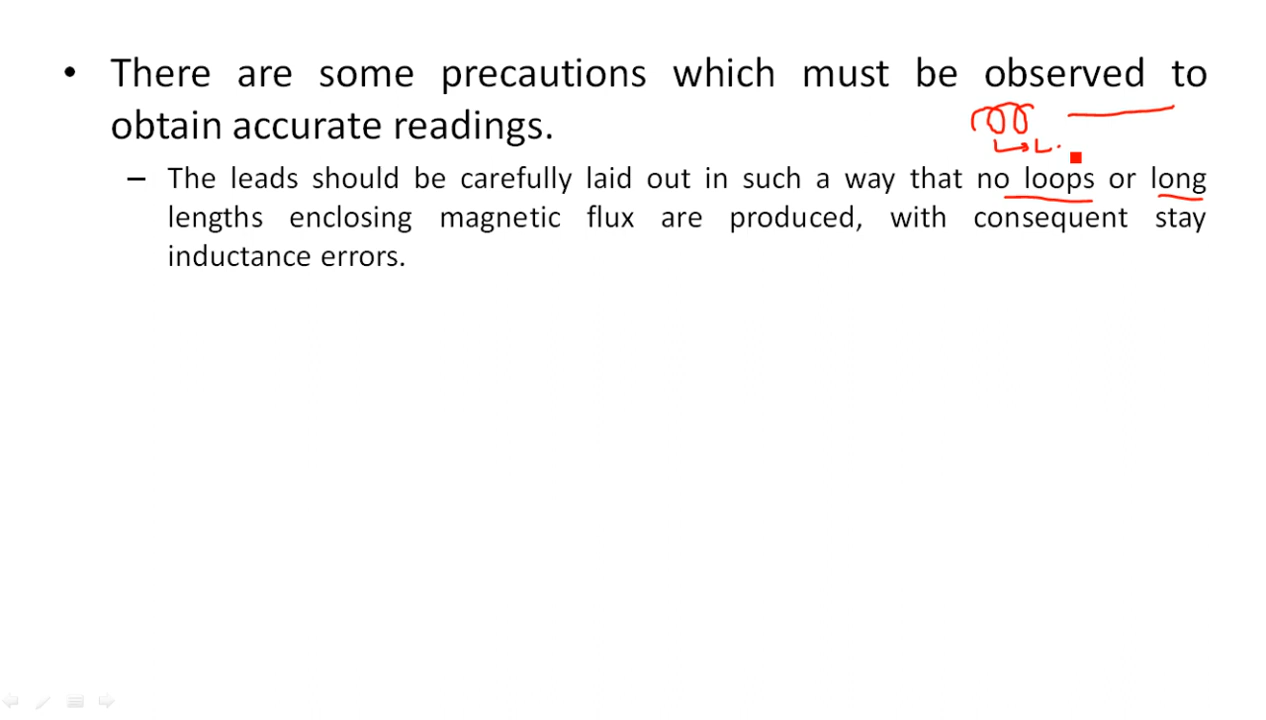 • There are some precautions which must be observed to
obtain accurate readings.
L.
– The leads should be carefully laid out in such a way that no loops or long
lengths enclosing magnetic flux are produced, with consequent stay
inductance errors.